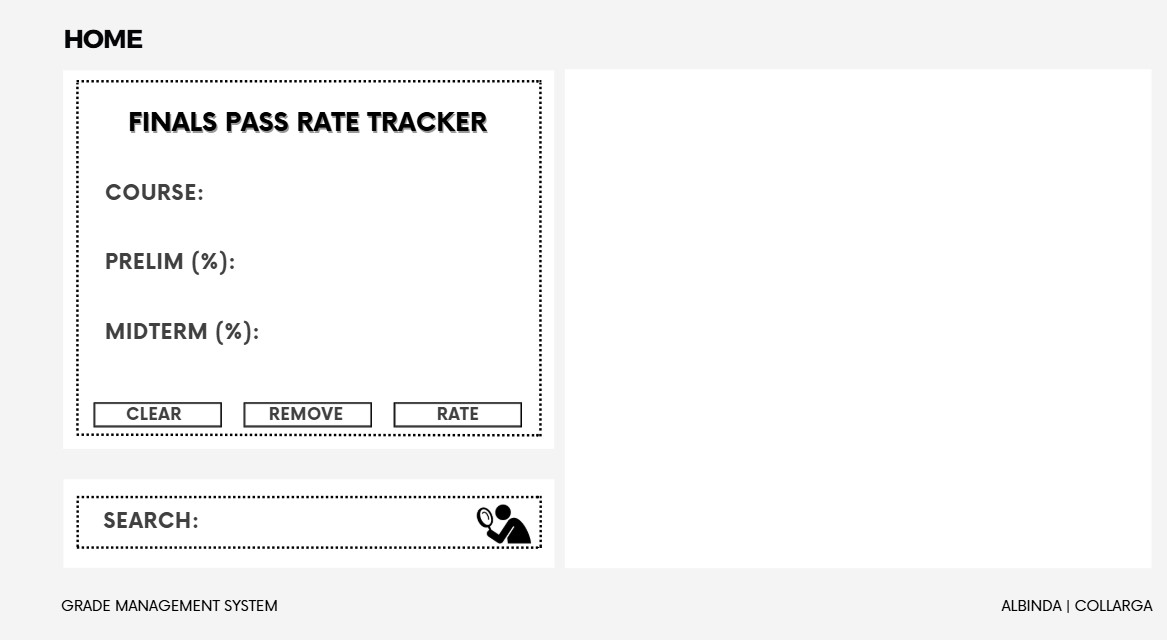 HOME
FINALS PASS RATE TRACKER
COURSE:
PRELIM (%):
MIDTERM (%):
CLEAR
REMOVE
RATE
SEARCH:
GRADE MANAGEMENT SYSTEM
ALBINDA | COLLARGA